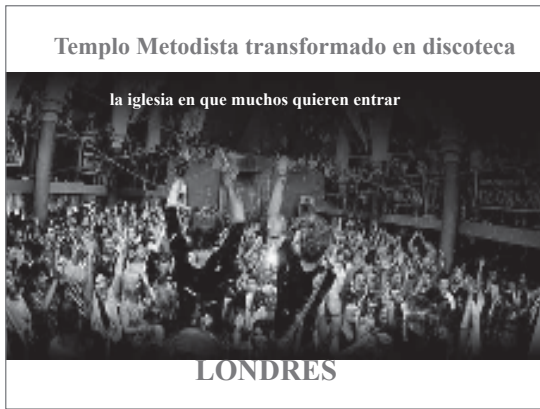 Templo Metodista transformado en discoteca
la iglesia en que muchos quieren entrar
LONDRES